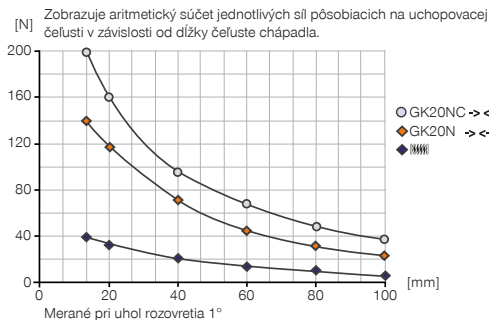 Zobrazuje aritmetický súčet jednotlivých síl pôsobiacich na uchopovacej
[N] čeľusti v závislosti od dĺžky čeľuste chápadla.
200
160
120
80
40
0
0 20 40 60 80 100 [mm]
GK20NC -> <
GK20N -> <-
Merané pri uhol rozovretia 1°